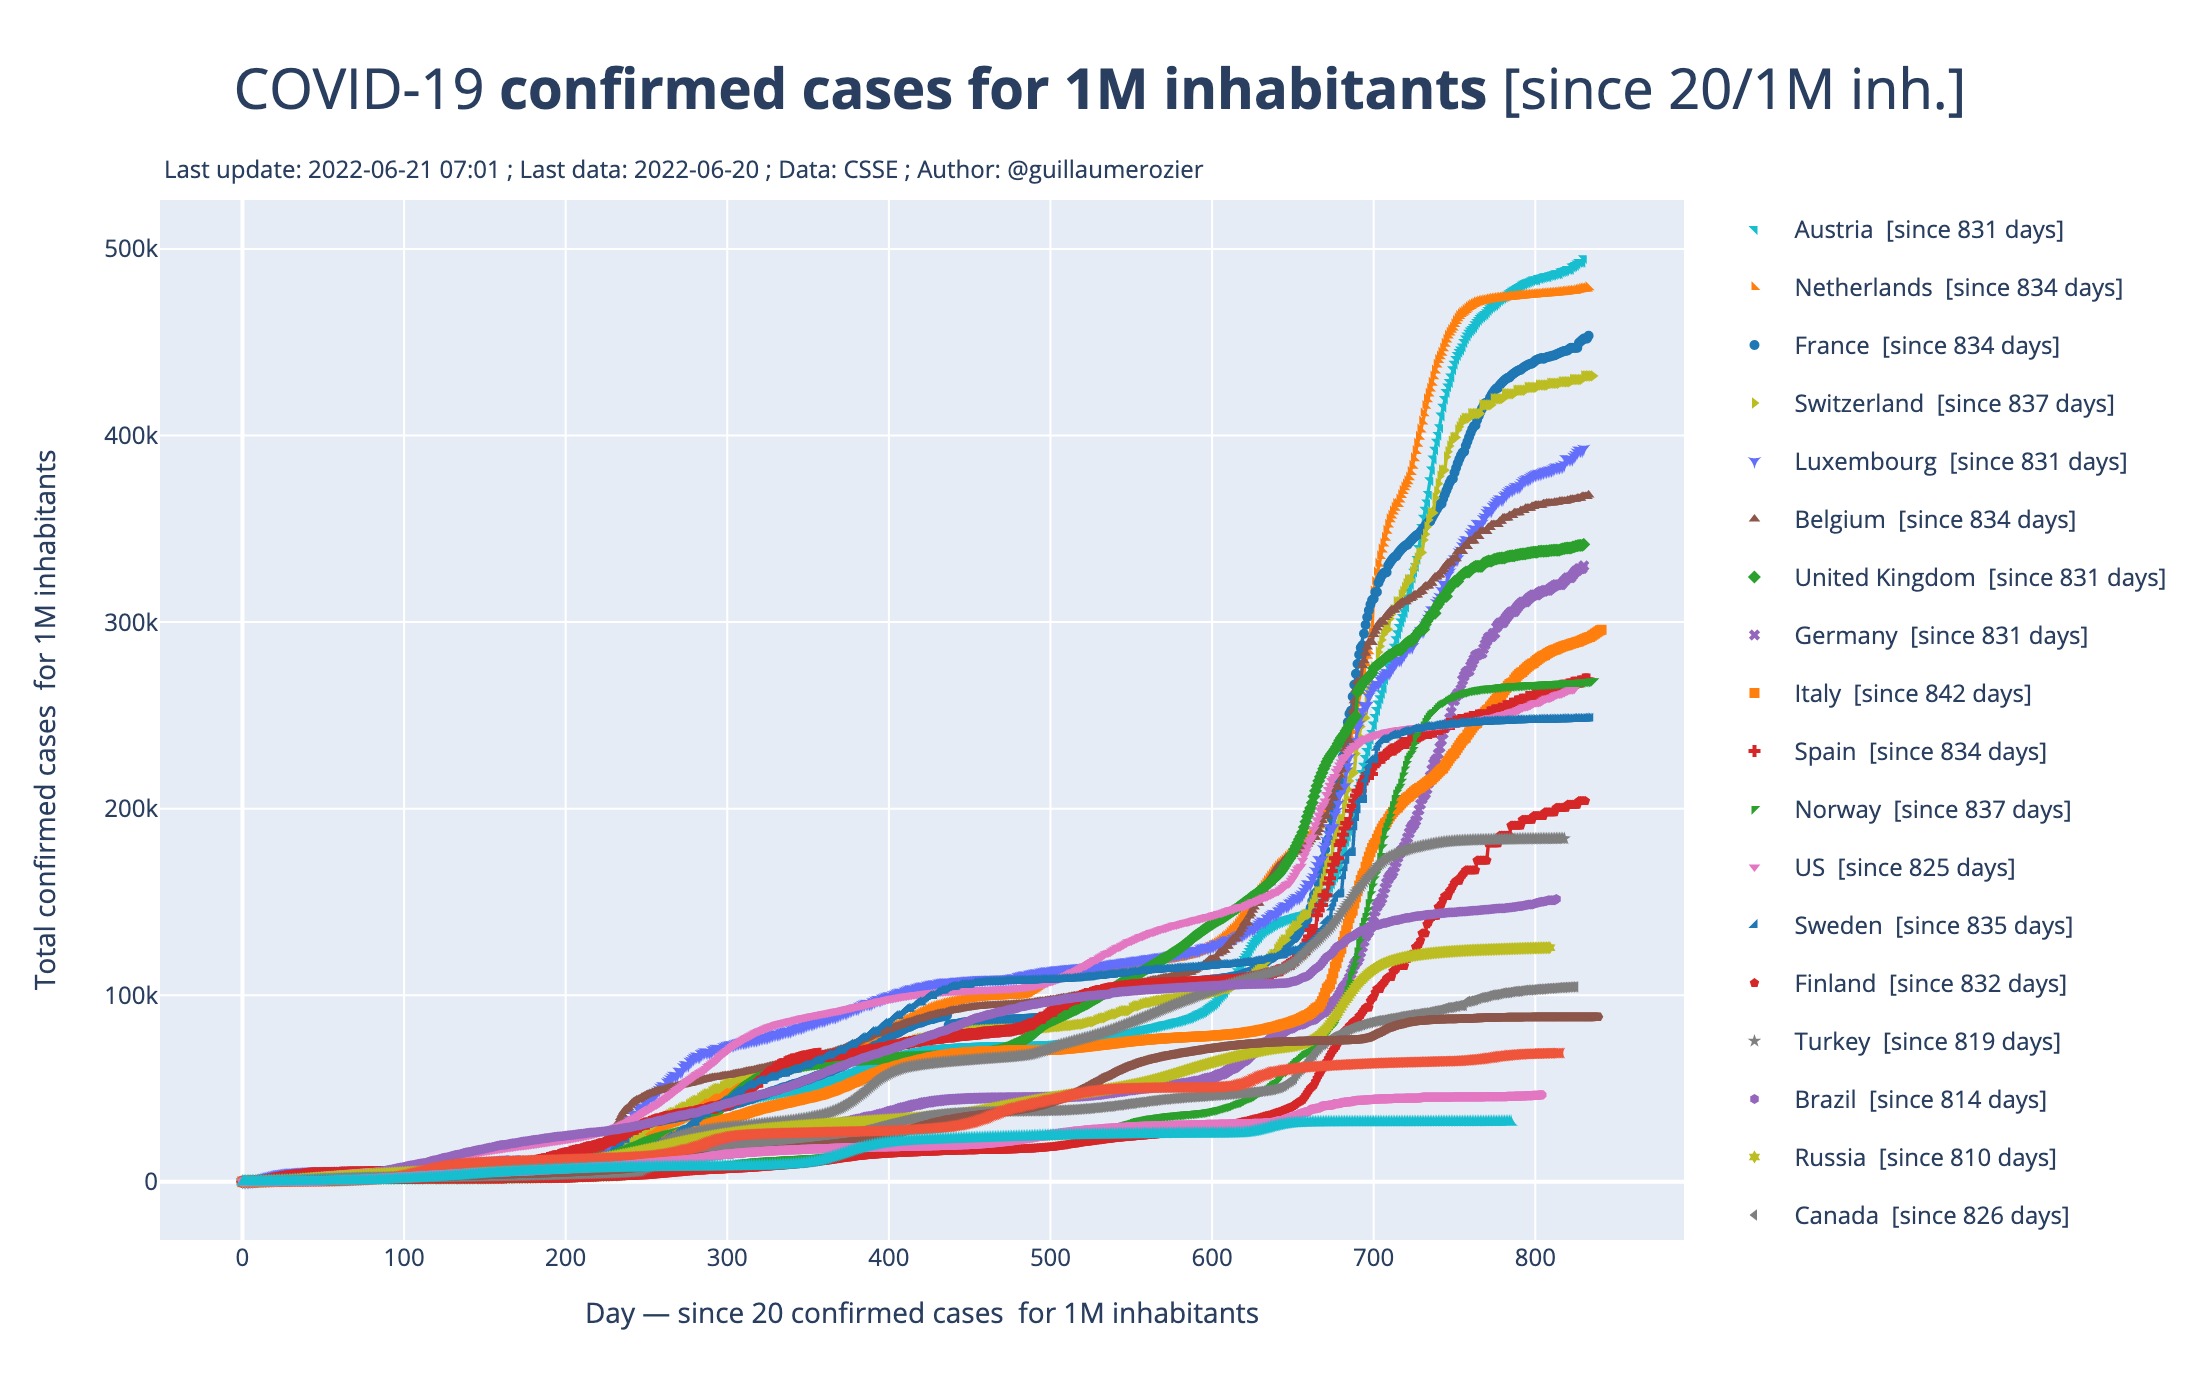 COVID-19 confirmed cases for 1M inhabitants [since 20/1M inh.]
Last update: 2022-06-21 07:01 ; Last data: 2022-06-20 ; Data: CSSE ; Author: @guillaumerozier
Total confirmed cases for 1M inhabitants
500k
400k
300k
200k
100k
0
0 100 200 300 400 500 600 700 800
Day — since 20 confirmed cases for 1M inhabitants
Austria [since 831 days]
Netherlands [since 834 days]
France [since 834 days]
Switzerland [since 837 days]
Luxembourg [since 831 days]
Belgium [since 834 days]
United Kingdom [since 831 days]
Germany [since 831 days]
Italy [since 842 days]
Spain [since 834 days]
Norway [since 837 days]
US [since 825 days]
Sweden [since 835 days]
Finland [since 832 days]
Turkey [since 819 days]
Brazil [since 814 days]
Russia [since 810 days]
Canada [since 826 days]